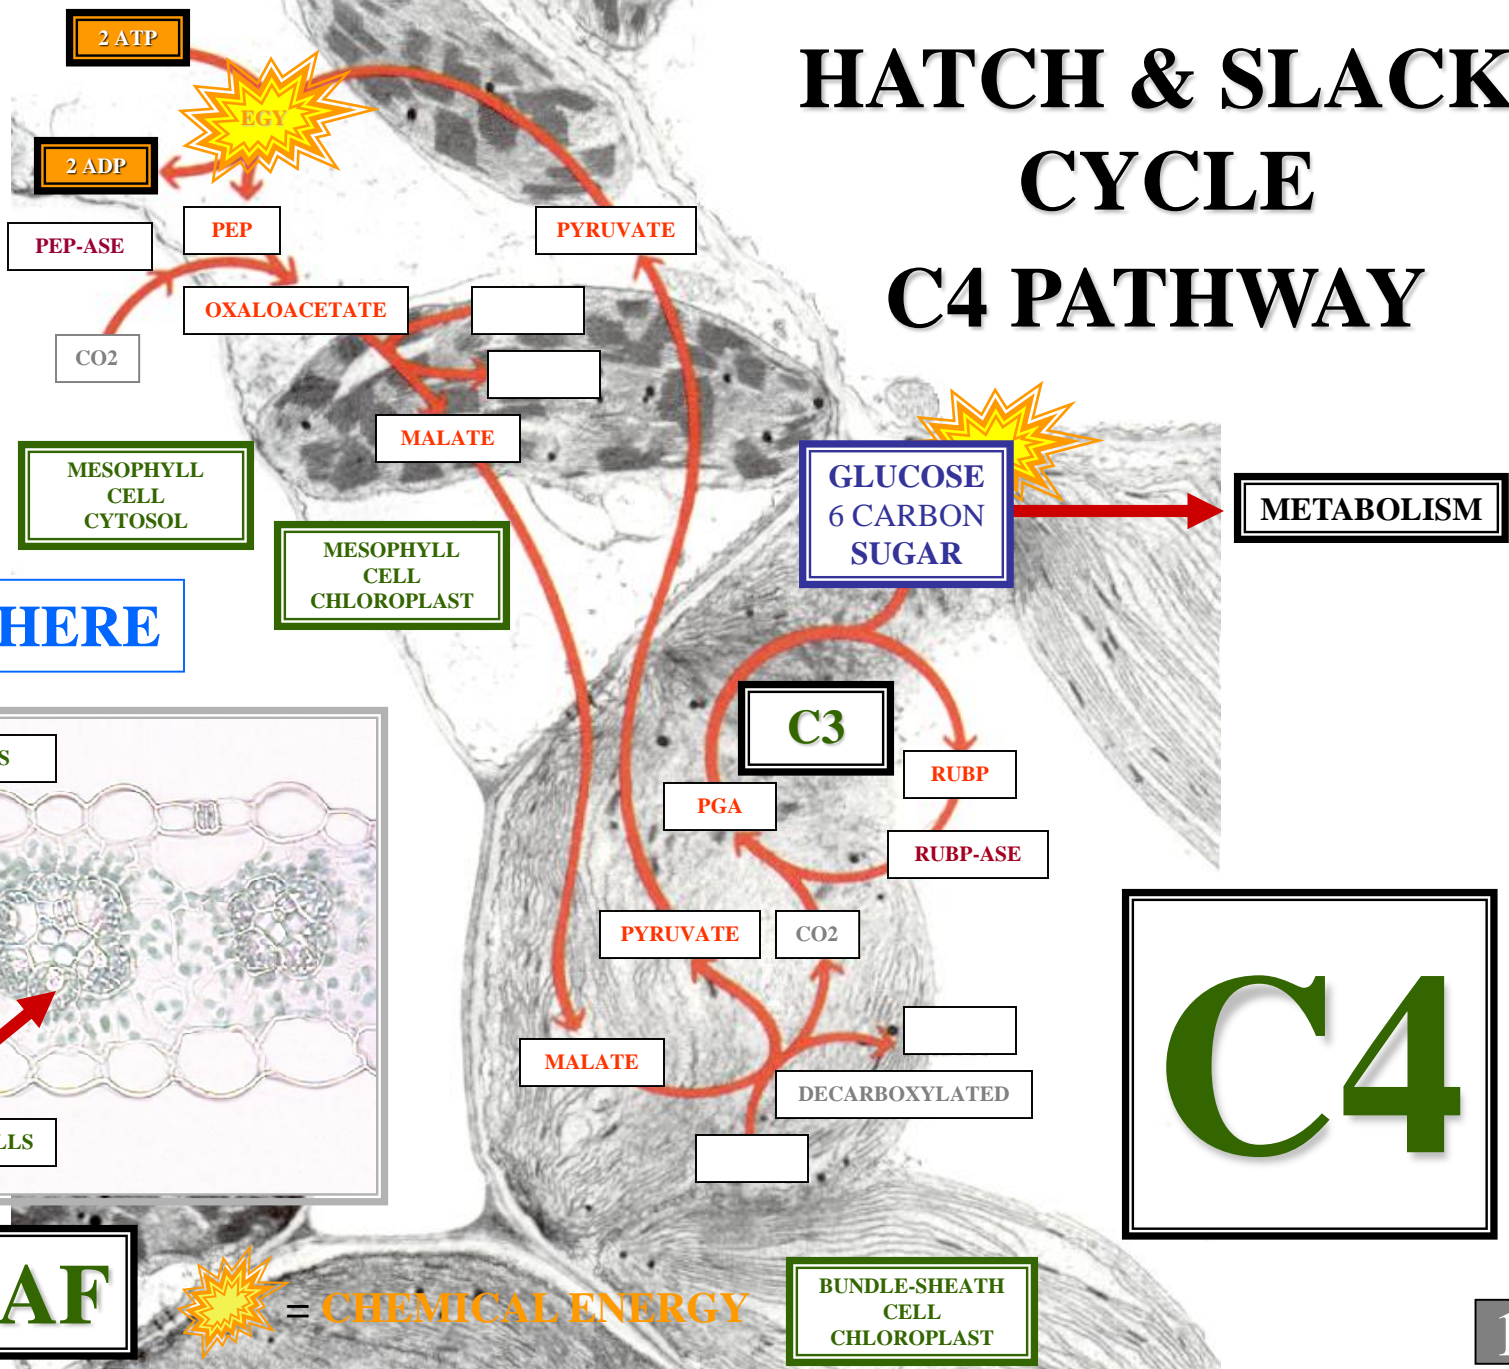 HATCH & SLACK
CYCLE
C4 PATHWAY
2 ATP
EGY
2 ADP
PEP-ASE
PEP
PYRUVATE
OXALOACETATE
CO2
MALATE
MESOPHYLL
CELL
CYTOSOL
MESOPHYLL
CELL
CHLOROPLAST
GLUCOSE
6 CARBON
SUGAR
METABOLISM
HERE
C3
S
RUBP
PGA
RUBP-ASE
PYRUVATE
CO2
MALATE
DECARBOXYLATED
C4
LLS
AF
= CHEMICAL ENERGY
BUNDLE-SHEATH
CELL
CHLOROPLAST